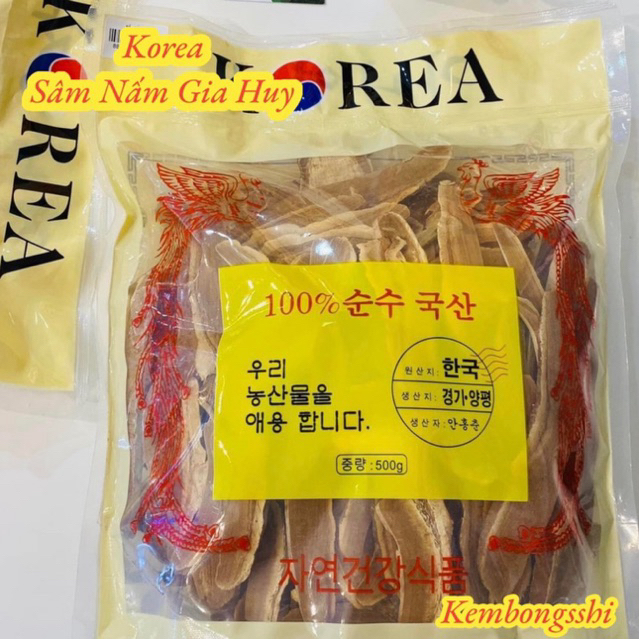 Korea
Sâm Nấm Gia Huy
KOREA
KOREA
100% 순수 국산
우리
농산물을
애용 합니다.
원산지: 한국
생산지: 경기·양평
생산자: 안홍준
중량 : 500g
자연건강식품
Kembongsshi